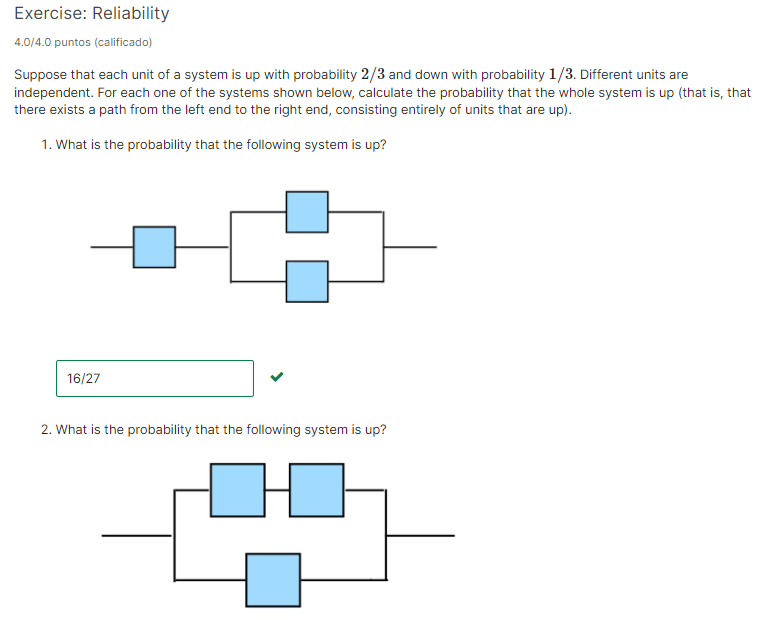 Exercise: Reliability
4.0/4.0 puntos (calificado)
Suppose that each unit of a system is up with probability 2/3 and down with probability 1/3. Different units are
independent. For each one of the systems shown below, calculate the probability that the whole system is up (that is, that
there exists a path from the left end to the right end, consisting entirely of units that are up).
1. What is the probability that the following system is up?
16/27
2. What is the probability that the following system is up?